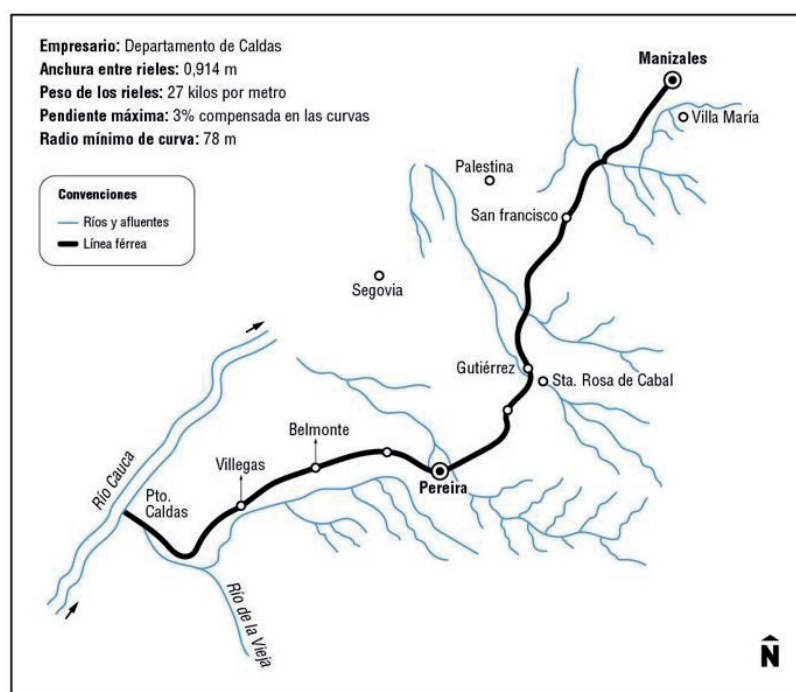 Empresario: Departamento de Caldas
Anchura entre rieles: 0,914 m
Peso de los rieles: 27 kilos por metro
Pendiente máxima: 3% compensada en las curvas
Radio mínimo de curva: 78 m
Convenciones
Ríos y afluentes
Línea férrea
Manizales
Villa María
Palestina
San francisco
Segovia
Gutiérrez
Sta. Rosa de Cabal
Belmonte
Villegas
Pereira
Río Cauca
Pto.
Caldas
Río de la Vieja
N